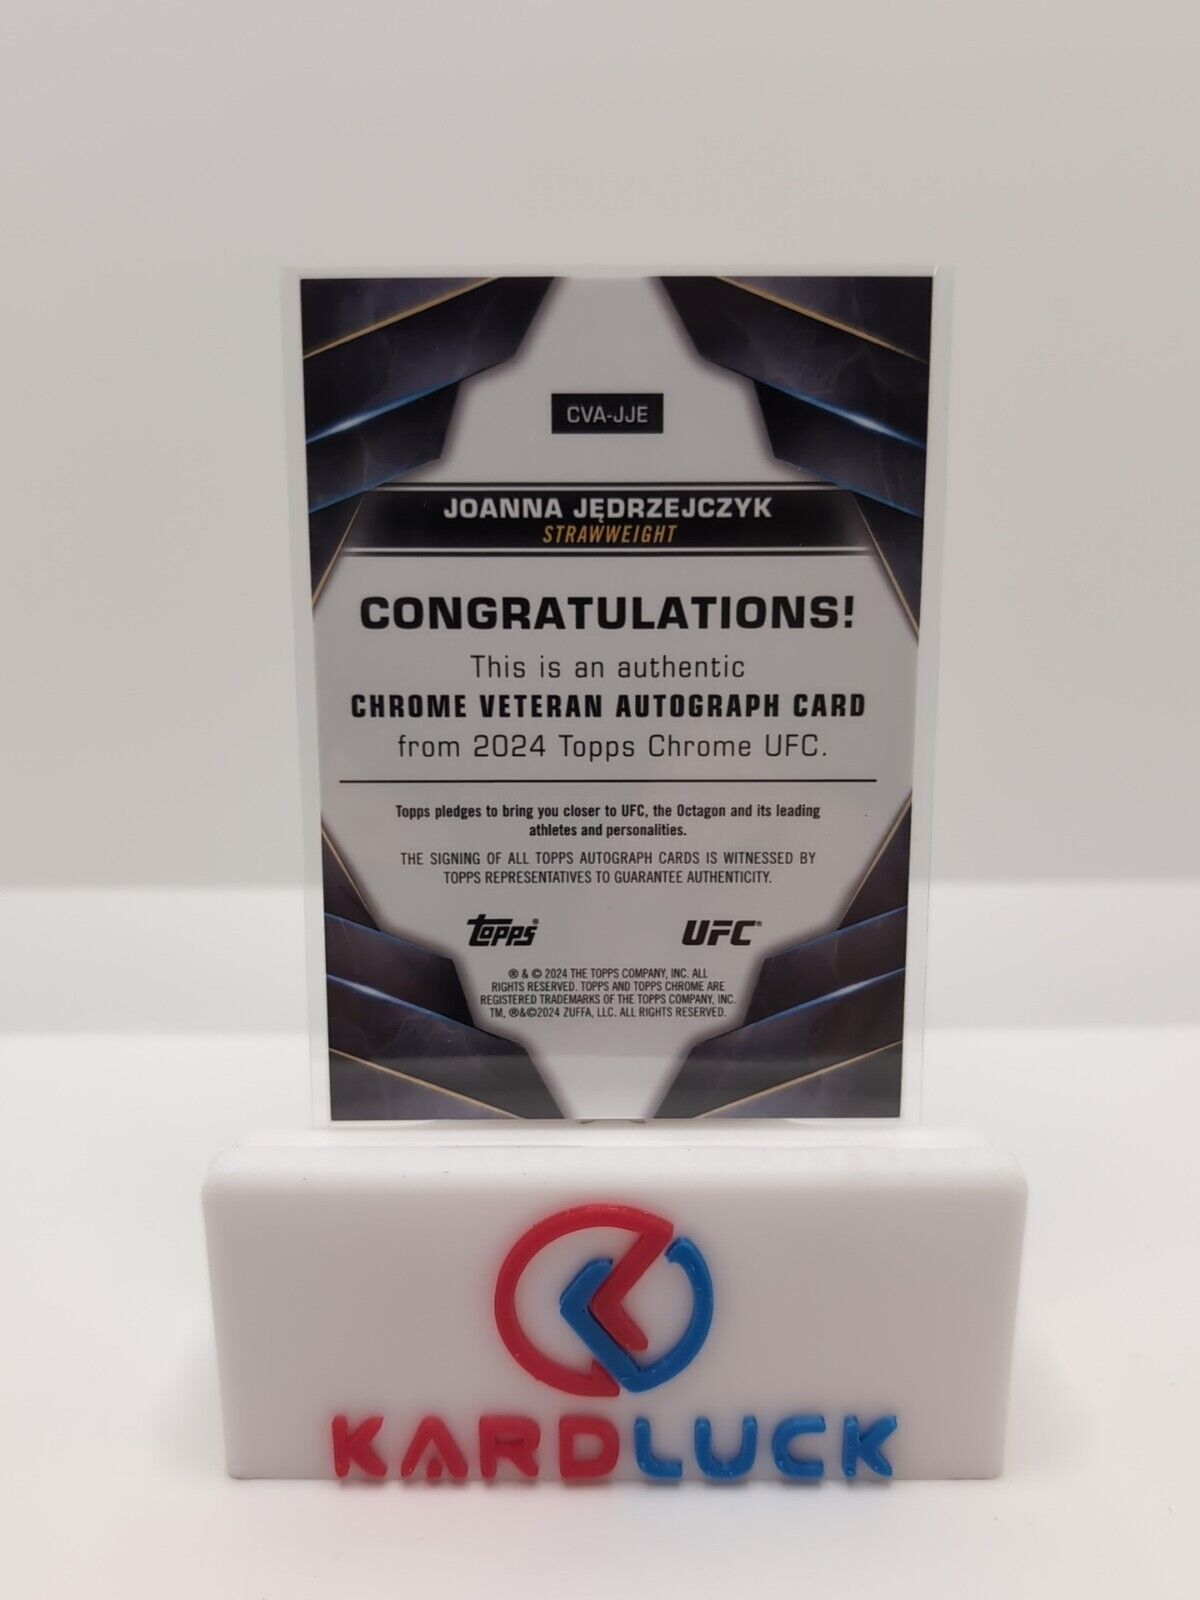 CVA-JJE
JOANNA JĘDRZEJCZYK
STRAWWEIGHT
CONGRATULATIONS!
This is an authentic
CHROME VETERAN AUTOGRAPH CARD
from 2024 Topps Chrome UFC.
Topps pledges to bring you closer to UFC, the Octagon and its leading
athletes and personalities.
THE SIGNING OF ALL TOPPS AUTOGRAPH CARDS IS WITNESSED BY
TOPPS REPRESENTATIVES TO GUARANTEE AUTHENTICITY.
Topps® UFC®
® & © 2024 THE TOPPS COMPANY, INC. ALL
RIGHTS RESERVED. TOPPS AND TOPPS CHROME ARE
REGISTERED TRADEMARKS OF THE TOPPS COMPANY, INC.
TM, ®&©2024 ZUFFA, LLC. ALL RIGHTS RESERVED.
KARDLUCK